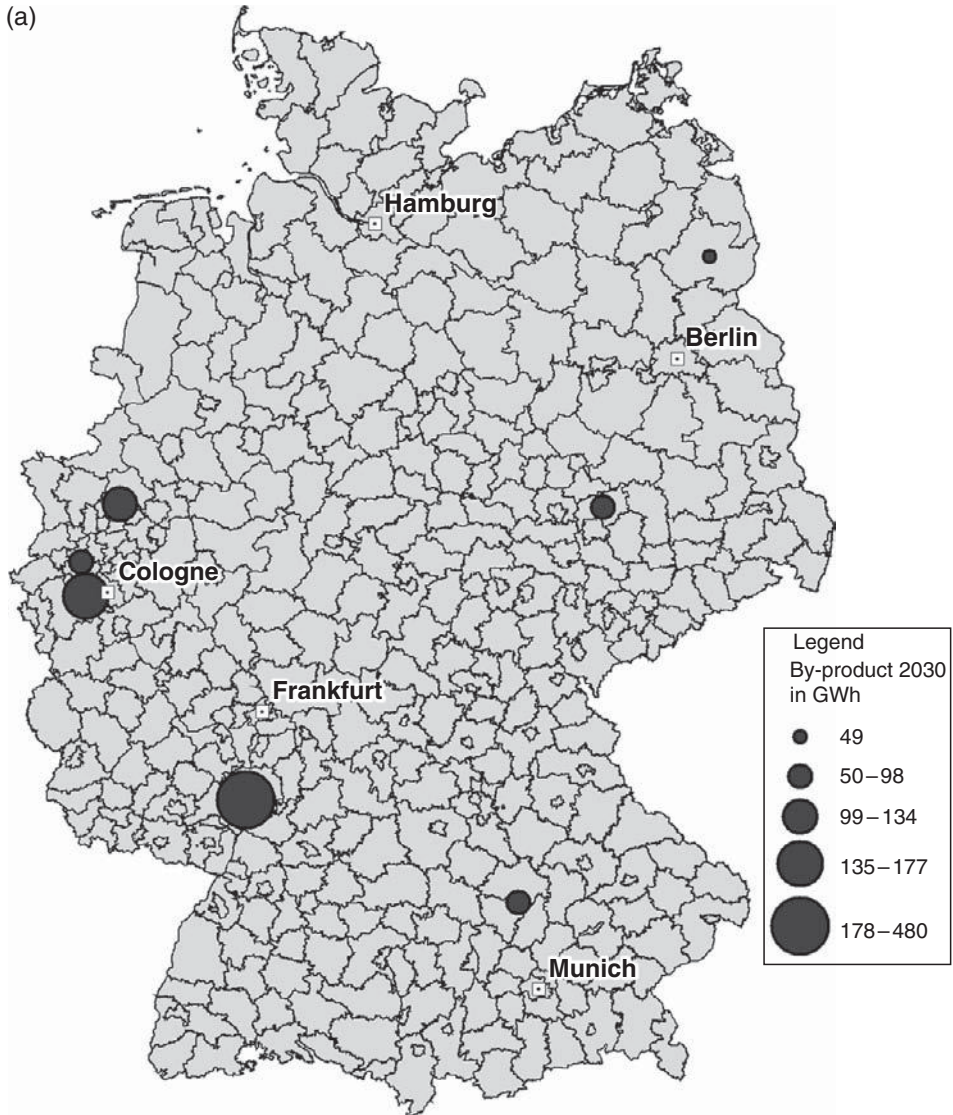 (a)
Hamburg
Berlin
Cologne
Frankfurt
Munich
Legend
By-product 2030
in GWh
49
50–98
99–134
135–177
178–480